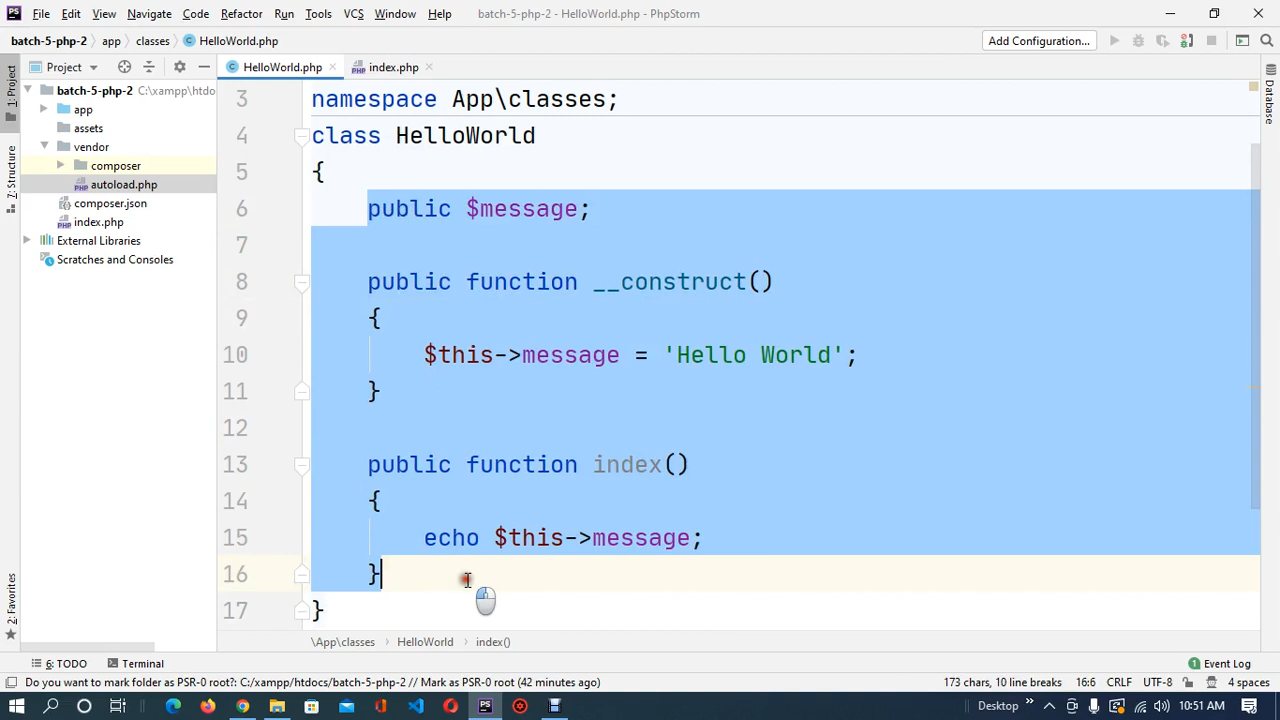 File Edit View Navigate Code Refactor Run Tools VCS Window Help batch-5-php-2 - HelloWorld.php - PhpStorm
batch-5-php-2 app classes HelloWorld.php Add Configuration...
Project HelloWorld.php index.php
batch-5-php-2 C:\xampp\htdo
app
assets
vendor
composer
autoload.php
composer.json
index.php
External Libraries
Scratches and Consoles
1: Project
7: Structure
2: Favorites
3 namespace App\classes;
4 class HelloWorld
5 {
6 public $message;
7
8 public function __construct()
9 {
10 $this->message = 'Hello World';
11 }
12
13 public function index()
14 {
15 echo $this->message;
16 }
17 }
Database
\App\classes HelloWorld index()
6: TODO Terminal Event Log
Do you want to mark folder as PSR-0 root?: C:/xampp/htdocs/batch-5-php-2 // Mark as PSR-0 root (42 minutes ago) 173 chars, 10 line breaks 16:6 CRLF UTF-8 4 spaces
Desktop 10:51 AM